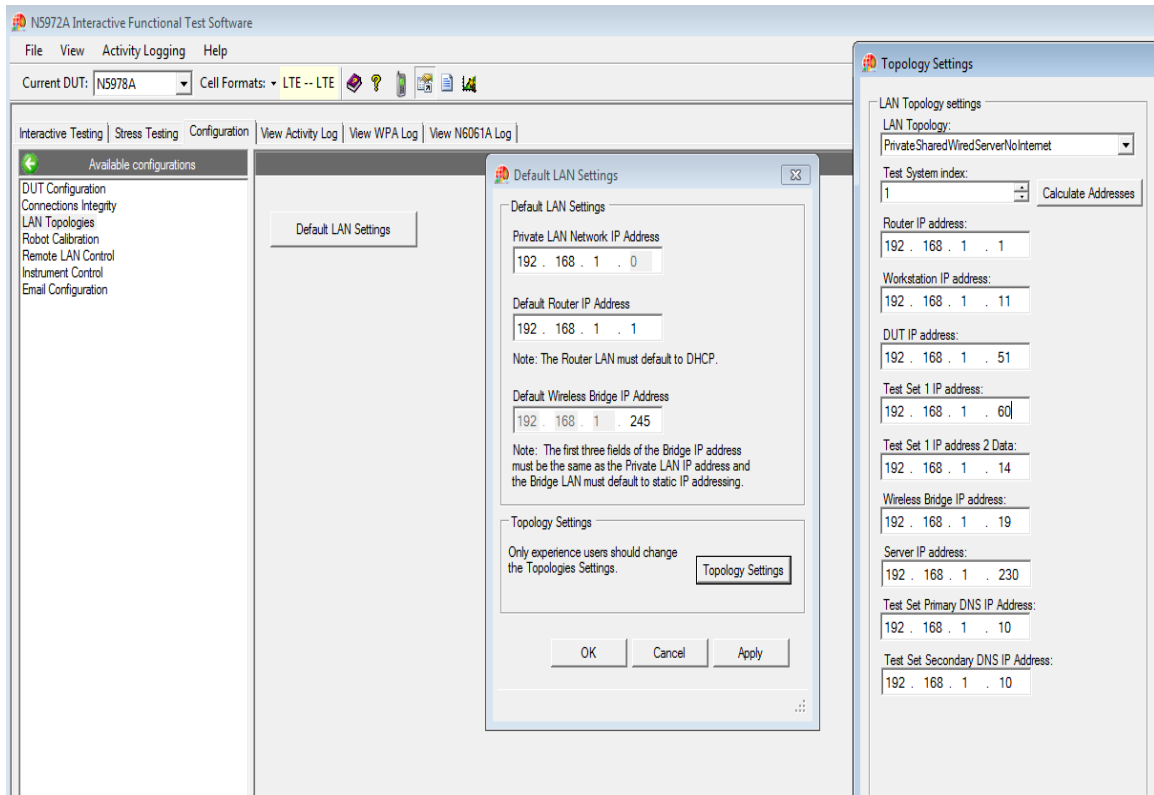 N5972A Interactive Functional Test Software
File View Activity Logging Help
Current DUT: N5978A Cell Formats: LTE -- LTE
Interactive Testing Stress Testing Configuration View Activity Log View WPA Log View N6061A Log
Available configurations
DUT Configuration
Connections Integrity
LAN Topologies
Robot Calibration
Remote LAN Control
Instrument Control
Email Configuration
Default LAN Settings
Default LAN Settings
Default LAN Settings
Private LAN Network IP Address
192 . 168 . 1 . 0
Default Router IP Address
192 . 168 . 1 . 1
Note: The Router LAN must default to DHCP.
Default Wireless Bridge IP Address
192 . 168 . 1 . 245
Note: The first three fields of the Bridge IP address
must be the same as the Private LAN IP address and
the Bridge LAN must default to static IP addressing.
Topology Settings
Only experience users should change
the Topologies Settings.
Topology Settings
OK Cancel Apply
Topology Settings
LAN Topology settings
LAN Topology:
PrivateSharedWiredServerNoInternet
Test System index:
1 Calculate Addresses
Router IP address:
192 . 168 . 1 . 1
Workstation IP address:
192 . 168 . 1 . 11
DUT IP address:
192 . 168 . 1 . 51
Test Set 1 IP address:
192 . 168 . 1 . 60
Test Set 1 IP address 2 Data:
192 . 168 . 1 . 14
Wireless Bridge IP address:
192 . 168 . 1 . 19
Server IP address:
192 . 168 . 1 . 230
Test Set Primary DNS IP Address:
192 . 168 . 1 . 10
Test Set Secondary DNS IP Address:
192 . 168 . 1 . 10